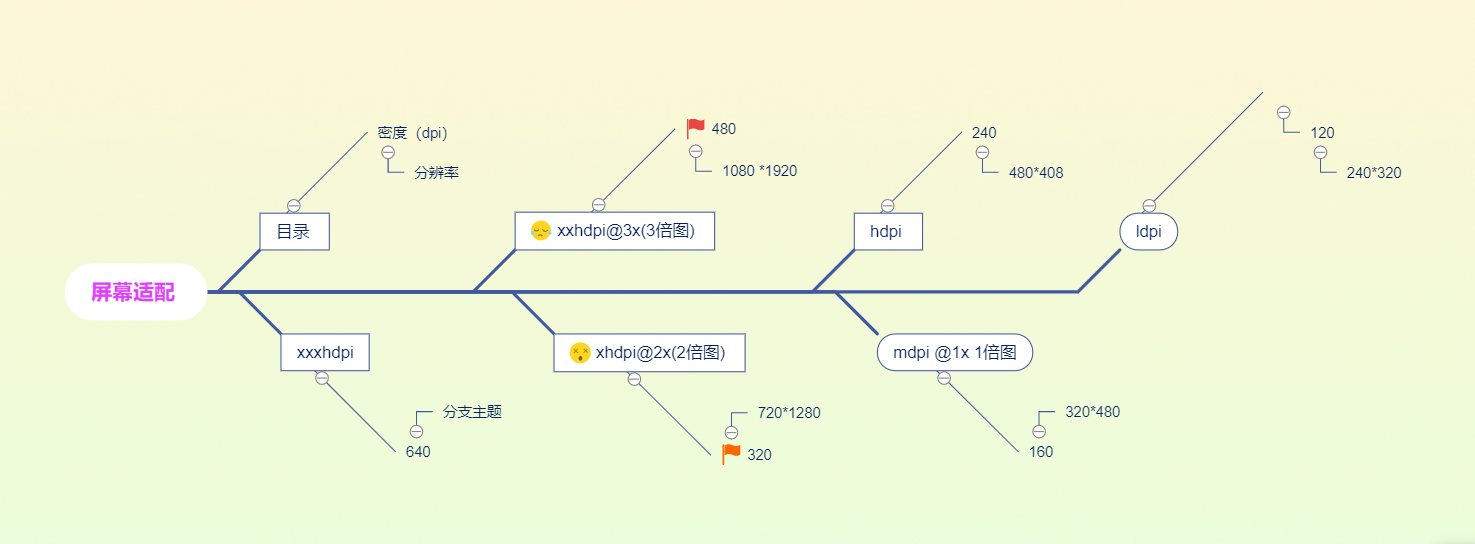 屏幕适配
目录
密度（dpi）
分辨率
xxxhdpi
640
分支主题
xxhdpi@3x(3倍图)
480
1080 *1920
xhdpi@2x(2倍图)
320
720*1280
hdpi
240
480*408
mdpi @1x 1倍图
160
320*480
ldpi
120
240*320